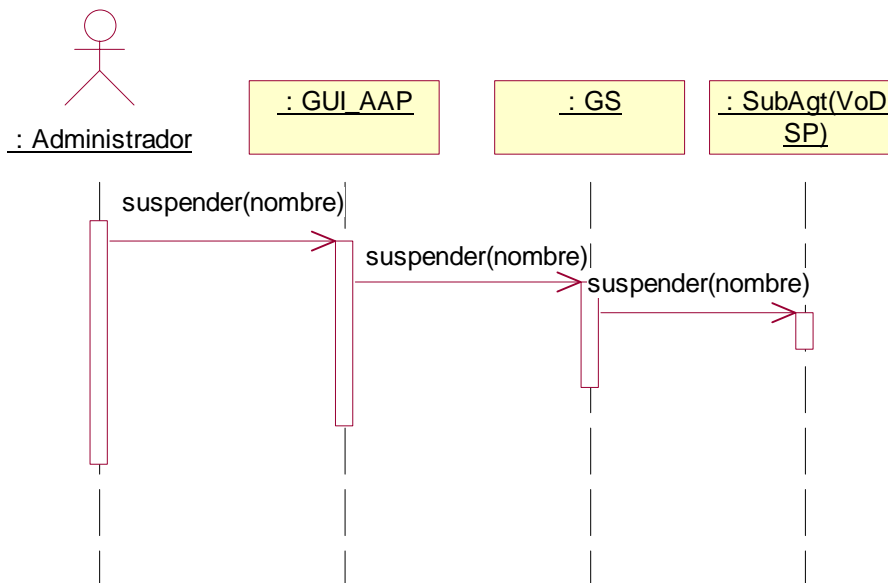 : Administrador
: GUI_AAP
: GS
: SubAgt(VoD
SP)
suspender(nombre)
suspender(nombre)
suspender(nombre)